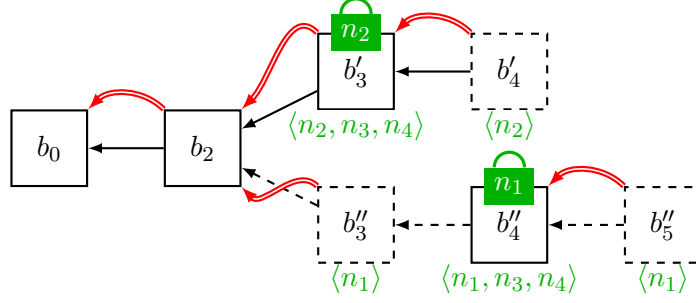 n₂
b′₃ b′₄
⟨n₂, n₃, n₄⟩ ⟨n₂⟩
b₀ b₂
n₁
b″₃ b″₄ b″₅
⟨n₁⟩ ⟨n₁, n₃, n₄⟩ ⟨n₁⟩